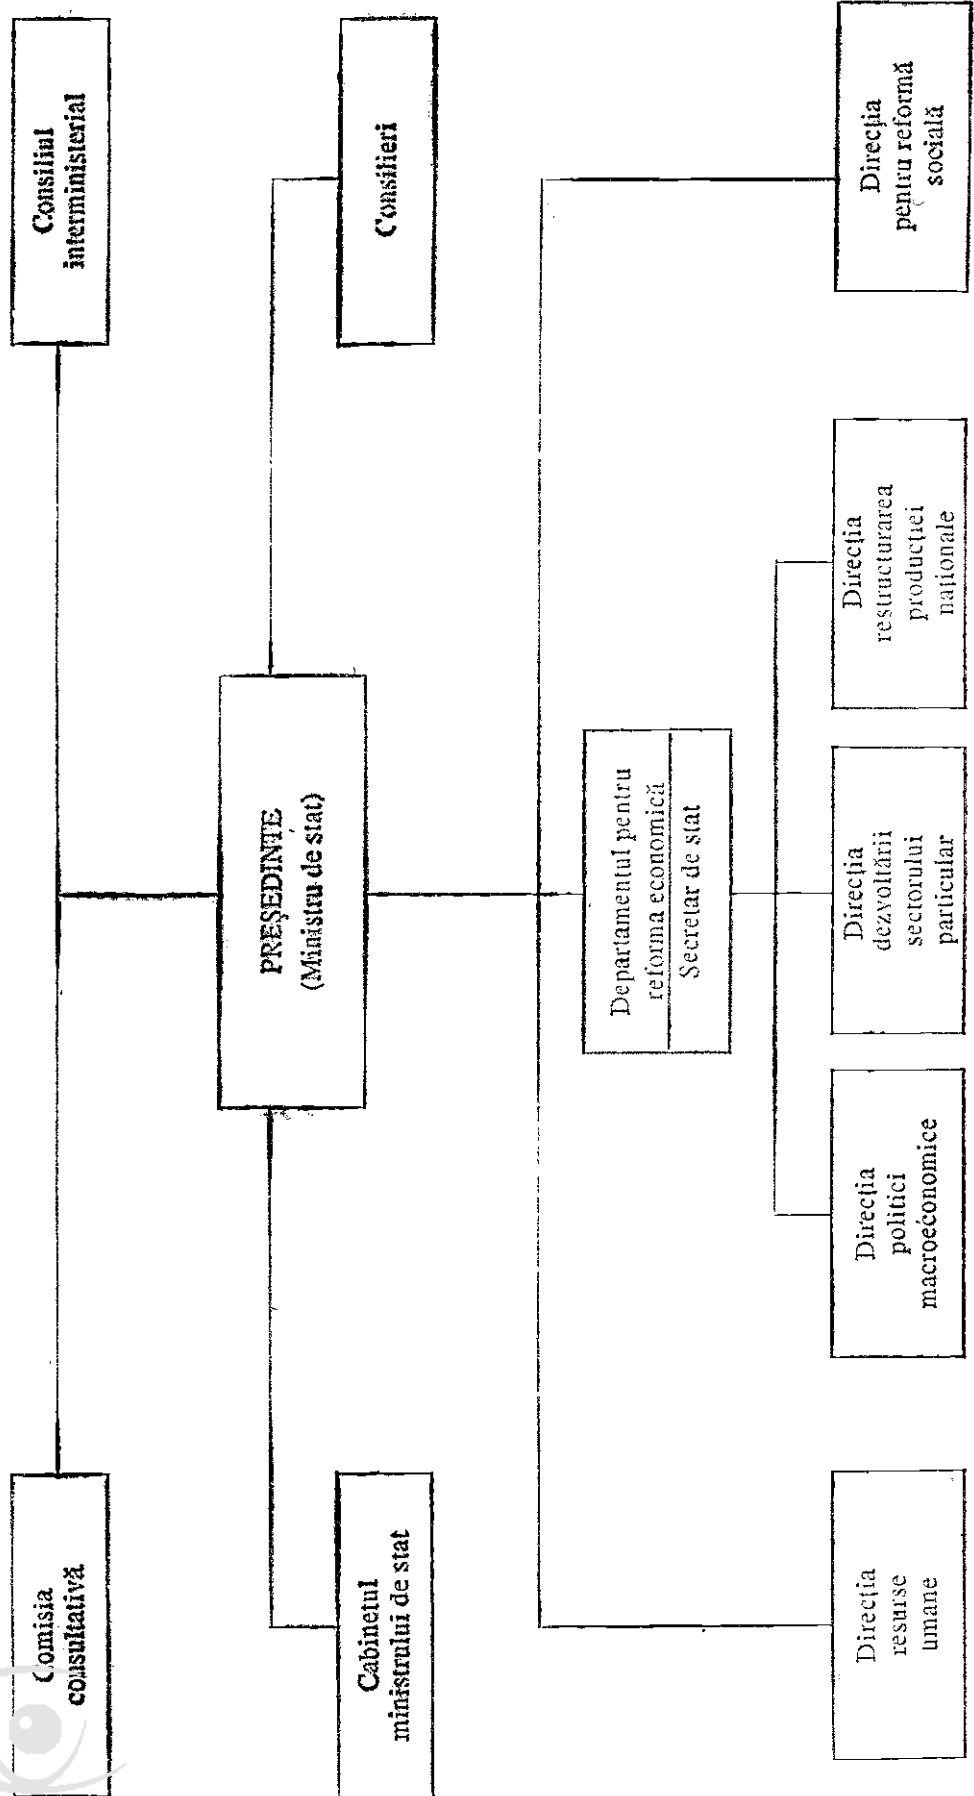 Comisia
consultativă
Consiliul
interministerial
PREȘEDINTE
(Ministru de stat)
Cabinetul
ministrului de stat
Consilieri
Departamentul pentru
reforma economică
Secretar de stat
Direcția
resurse
umane
Direcția
politici
macroeconomice
Direcția
dezvoltării
sectorului
particular
Direcția
restructurarea
producției
naționale
Direcția
pentru reformă
socială